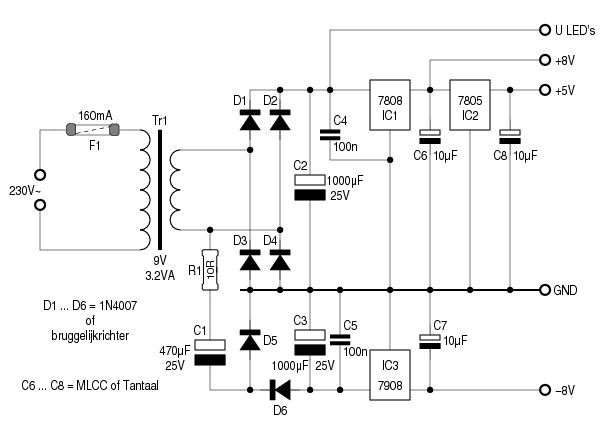 U LED's
+8V
+5V
160mA
F1
Tr1
D1 D2
7808
IC1
7805
IC2
C4
100n
C6 10µF
C8 10µF
C2
1000µF
25V
230V~
D3 D4
R1
10R
9V
3.2VA
GND
D1 ... D6 = 1N4007
of
bruggelijkrichter
C1
470µF
25V
D5
C3
1000µF 25V
C5
100n
C7
10µF
IC3
7908
C6 ... C8 = MLCC of Tantaal
D6
–8V